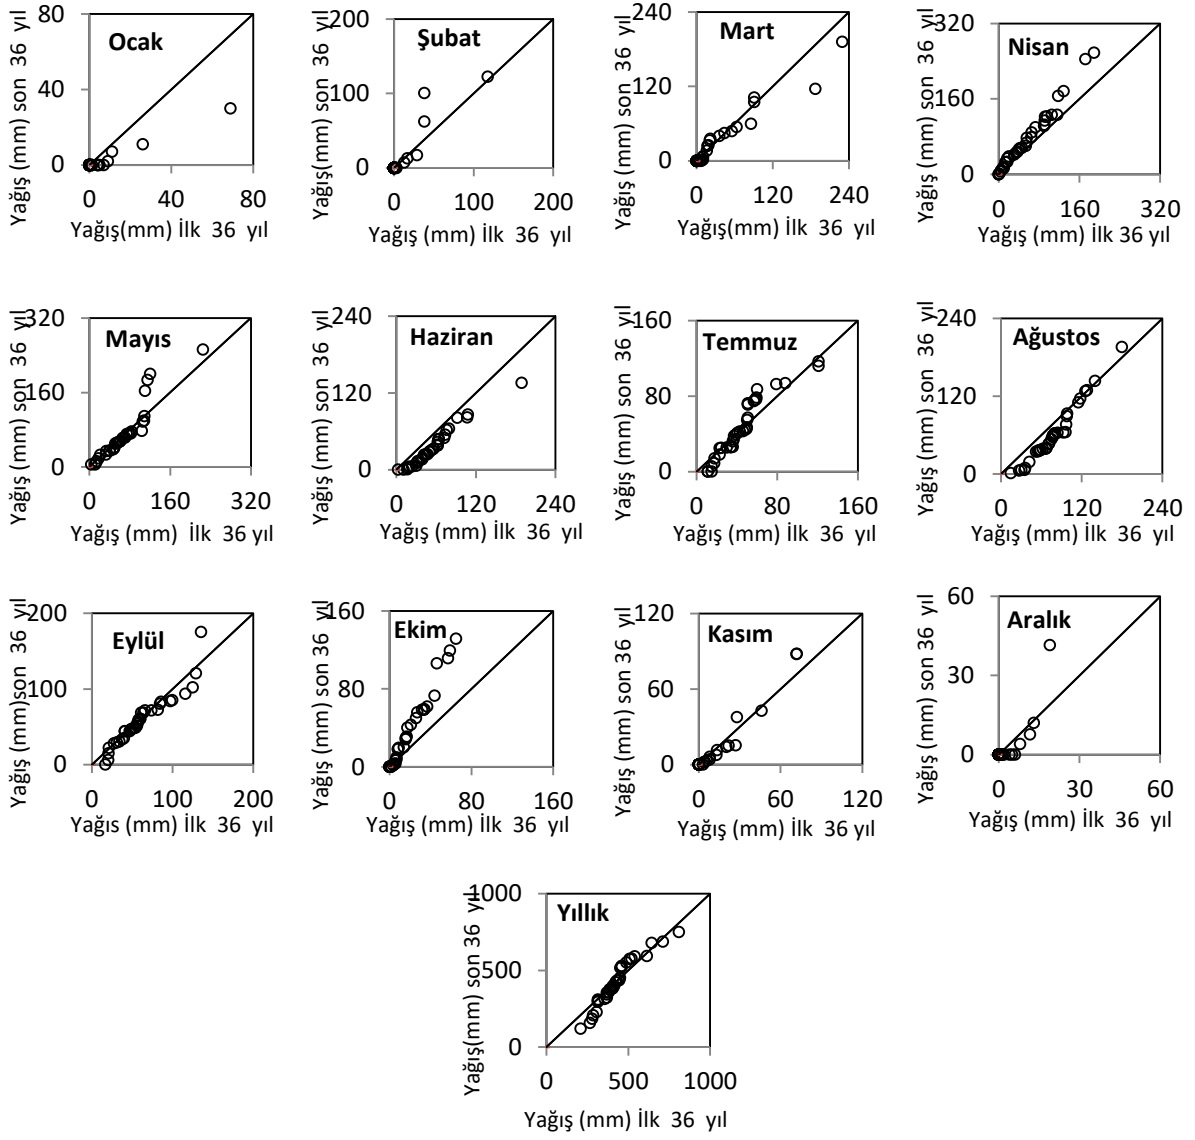 Ocak
Yağış (mm) son 36 yıl
80
40
0
0 40 80
Yağış(mm) İlk 36 yıl
Şubat
Yağış(mm) son 36 yıl
200
100
0
0 100 200
Yağış (mm) İlk 36 yıl
Mart
Yağış (mm) son 36 yıl
240
120
0
0 120 240
Yağış (mm) İlk 36 yıl
Nisan
Yağış (mm) son 36 yıl
320
160
0
0 160 320
Yağış (mm) İlk 36 yıl
Mayıs
Yağış (mm) son 36 yıl
320
160
0
0 160 320
Yağış (mm) İlk 36 yıl
Haziran
Yağış (mm) son 36 yıl
240
120
0
0 120 240
Yağış (mm) İlk 36 yıl
Temmuz
Yağış (mm) son 36 yıl
160
80
0
0 80 160
Yağış (mm) İlk 36 yıl
Ağustos
Yağış (mm) son 36 yıl
240
120
0
0 120 240
Yağış (mm) İlk 36 yıl
Eylül
Yağış (mm)son 36 yıl
200
100
0
0 100 200
Yağıs (mm) İlk 36 yıl
Ekim
Yağış (mm) son 36 yıl
160
80
0
0 80 160
Yağış (mm) İlk 36 yıl
Kasım
Yağış (mm) son 36 yıl
120
60
0
0 60 120
Yağış (mm) İlk 36 yıl
Aralık
Yağış (mm) son 36 yıl
60
30
0
0 30 60
Yağış (mm) İlk 36 yıl
Yıllık
Yağış(mm) son 36 yıl
1000
500
0
0 500 1000
Yağış (mm) İlk 36 yıl